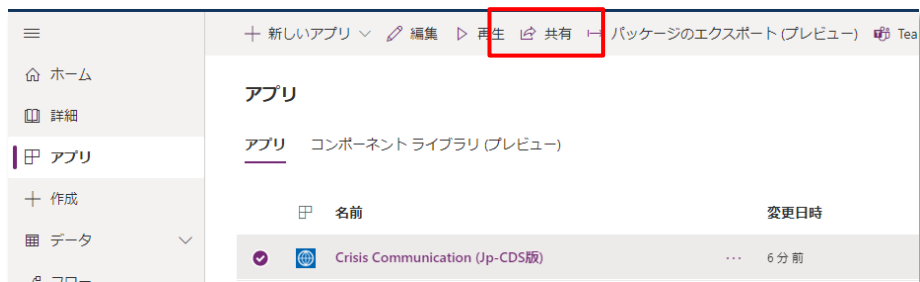 新しいアプリ 編集 再生 共有 パッケージのエクスポート (プレビュー) Tea
ホーム
アプリ
詳細
アプリ コンポーネント ライブラリ (プレビュー)
アプリ
作成
名前 変更日時
データ
Crisis Communication (Jp-CDS版) ... 6 分前
フロー